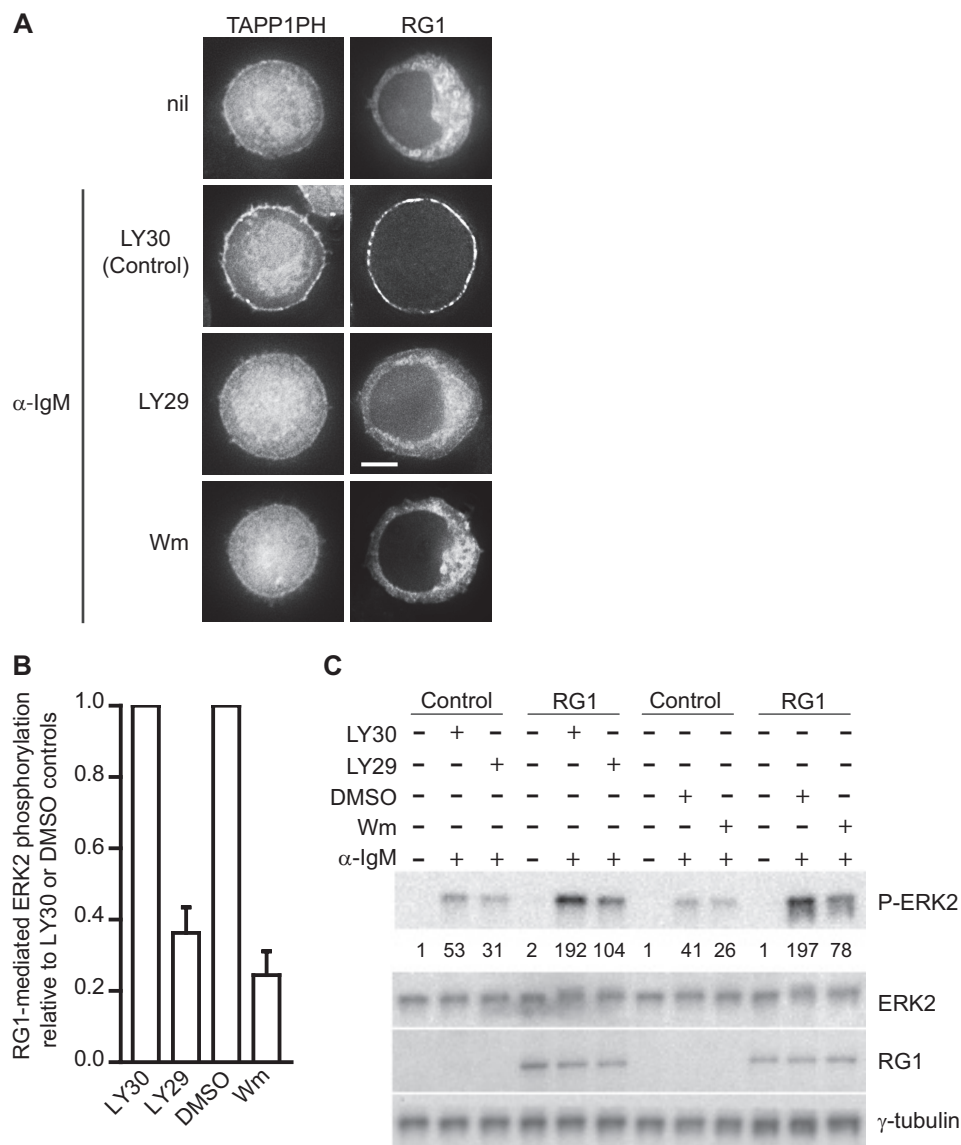 A
TAPP1PH RG1
nil
LY30
(Control)
α-IgM
LY29
Wm
B
RG1-mediated ERK2 phosphorylation
relative to LY30 or DMSO controls
1.0
0.8
0.6
0.4
0.2
0.0
LY30 LY29 DMSO Wm
C
Control RG1 Control RG1
LY30 – + – – + – – – – – – –
LY29 – – + – – + – – – – – –
DMSO – – – – – – – + – – + –
Wm – – – – – – – – + – – +
α-IgM – + + – + + – + + – + +
P-ERK2
1 53 31 2 192 104 1 41 26 1 197 78
ERK2
RG1
γ-tubulin